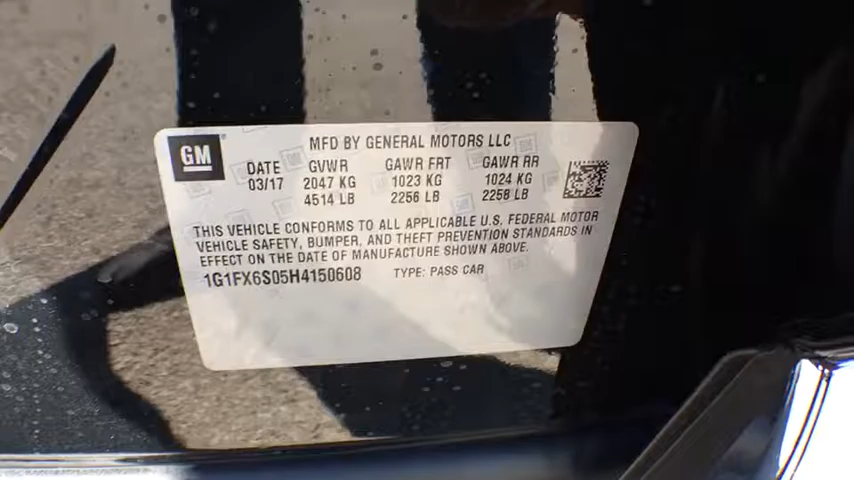 GM
MFD BY GENERAL MOTORS LLC
DATE GVWR GAWR FRT GAWR RR
03/17 2047 KG 1023 KG 1024 KG
4514 LB 2256 LB 2258 LB
THIS VEHICLE CONFORMS TO ALL APPLICABLE U.S. FEDERAL MOTOR
VEHICLE SAFETY, BUMPER, AND THEFT PREVENTION STANDARDS IN
EFFECT ON THE DATE OF MANUFACTURE SHOWN ABOVE.
1G1FX6S05H4150608 TYPE: PASS CAR